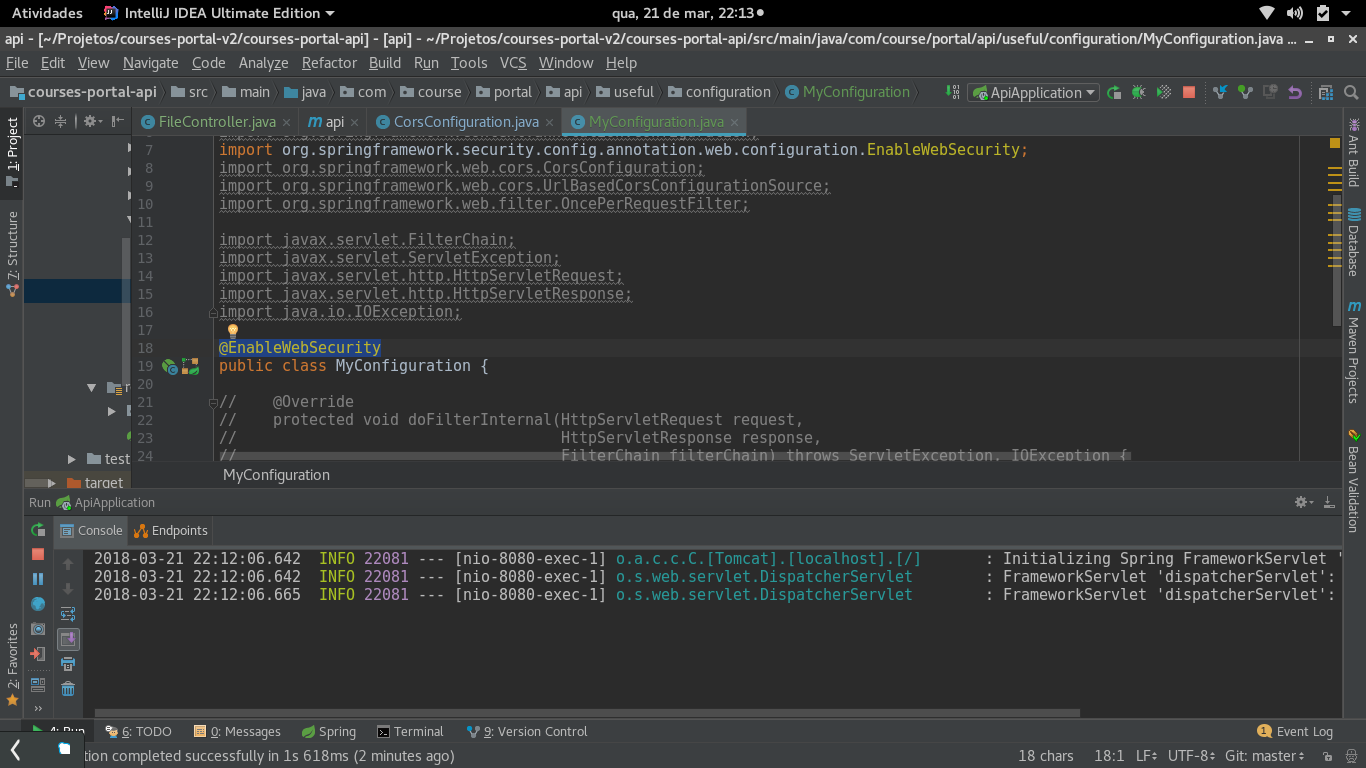 Atividades IntelliJ IDEA Ultimate Edition qua, 21 de mar, 22:13
api - [~/Projetos/courses-portal-v2/courses-portal-api] - [api] - ~/Projetos/courses-portal-v2/courses-portal-api/src/main/java/com/course/portal/api/useful/configuration/MyConfiguration.java ...
File Edit View Navigate Code Analyze Refactor Build Run Tools VCS Window Help
courses-portal-api src main java com course portal api useful configuration MyConfiguration ApiApplication
1: Project
7: Structure
2: Favorites
FileController.java × api × CorsConfiguration.java × MyConfiguration.java ×
7 import org.springframework.security.config.annotation.web.configuration.EnableWebSecurity;
8 import org.springframework.web.cors.CorsConfiguration;
9 import org.springframework.web.cors.UrlBasedCorsConfigurationSource;
10 import org.springframework.web.filter.OncePerRequestFilter;
11
12 import javax.servlet.FilterChain;
13 import javax.servlet.ServletException;
14 import javax.servlet.http.HttpServletRequest;
15 import javax.servlet.http.HttpServletResponse;
16 import java.io.IOException;
17
18 @EnableWebSecurity
19 public class MyConfiguration {
20
21 //    @Override
22 //    protected void doFilterInternal(HttpServletRequest request,
23 //                                    HttpServletResponse response,
24 //                                    FilterChain filterChain) throws ServletException, IOException {
test
target
MyConfiguration
Ant Build
Database
Maven Projects
Bean Validation
Run ApiApplication
Console Endpoints
2018-03-21 22:12:06.642  INFO 22081 --- [nio-8080-exec-1] o.a.c.c.C.[Tomcat].[localhost].[/]       : Initializing Spring FrameworkServlet '
2018-03-21 22:12:06.642  INFO 22081 --- [nio-8080-exec-1] o.s.web.servlet.DispatcherServlet        : FrameworkServlet 'dispatcherServlet':
2018-03-21 22:12:06.665  INFO 22081 --- [nio-8080-exec-1] o.s.web.servlet.DispatcherServlet        : FrameworkServlet 'dispatcherServlet':
4: Run 6: TODO 0: Messages Spring Terminal 9: Version Control 1 Event Log
tion completed successfully in 1s 618ms (2 minutes ago) 18 chars 18:1 LF UTF-8 Git: master